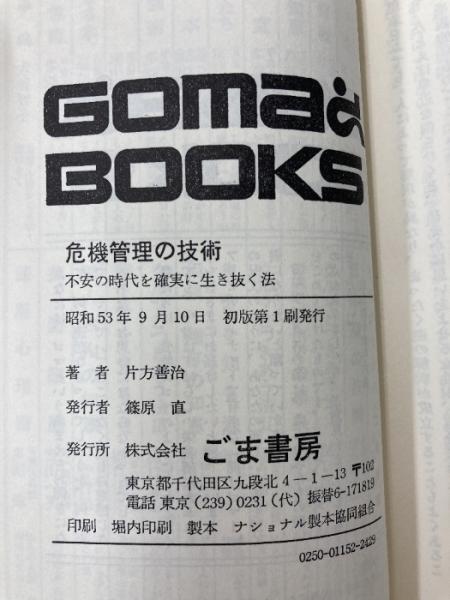 GOMA
BOOKS
危機管理の技術
不安の時代を確実に生き抜く法
昭和53年9月10日 初版第1刷発行
著 者 片方善治
発行者 篠原 直
発行所 株式会社 ごま書房
東京都千代田区九段北4-1-13 〒102
電話 東京(239)0231(代) 振替6-171819
印刷 堀内印刷 製本 ナショナル製本協同組合
0250-01152-2429